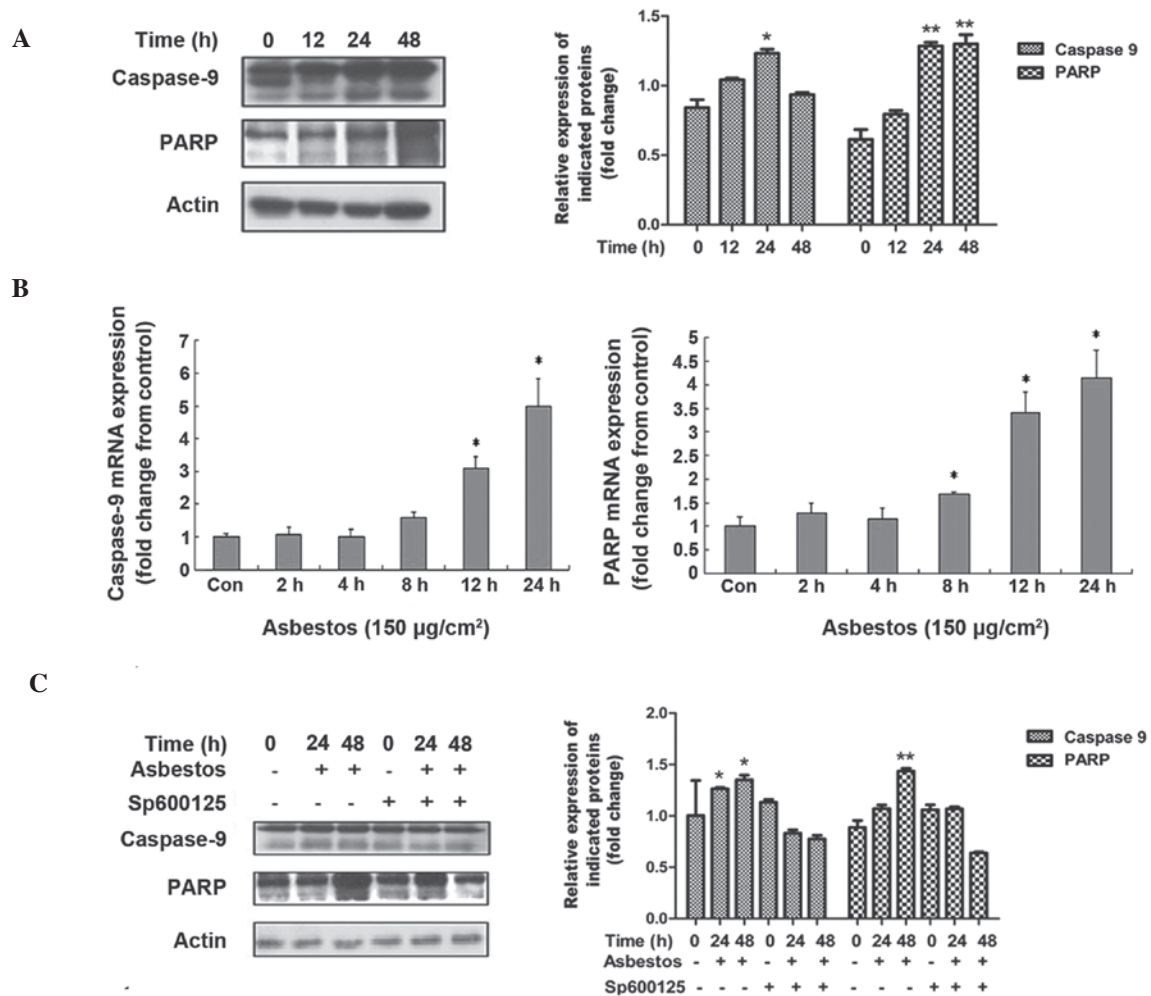 A
Time (h) 0 12 24 48
Caspase-9
PARP
Actin
Relative expression of
indicated proteins
(fold change)
1.5
1.0
0.5
0.0
* ** **
Time (h) 0 12 24 48 0 12 24 48
Caspase 9
PARP
B
Caspase-9 mRNA expression
(fold change from control)
7
6
5
4
3
2
1
0
* *
Con 2 h 4 h 8 h 12 h 24 h
Asbestos (150 µg/cm²)
PARP mRNA expression
(fold change from control)
5
4.5
4
3.5
3
2.5
2
1.5
1
0.5
0
* * *
Con 2 h 4 h 8 h 12 h 24 h
Asbestos (150 µg/cm²)
C
Time (h) 0 24 48 0 24 48
Asbestos - + + - + +
Sp600125 - - - + + +
Caspase-9
PARP
Actin
Relative expression of
indicated proteins
(fold change)
2.0
1.5
1.0
0.5
0.0
* * **
Time (h) 0 24 48 0 24 48 0 24 48 0 24 48
Asbestos - + + - + + - + + - + +
Sp600125 - - - + + + - - - + + +
Caspase 9
PARP